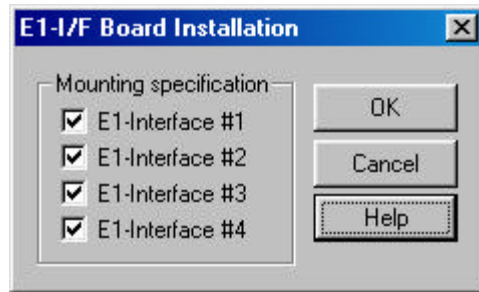 E1-I/F Board Installation
Mounting specification
E1-Interface #1
E1-Interface #2
E1-Interface #3
E1-Interface #4
OK
Cancel
Help